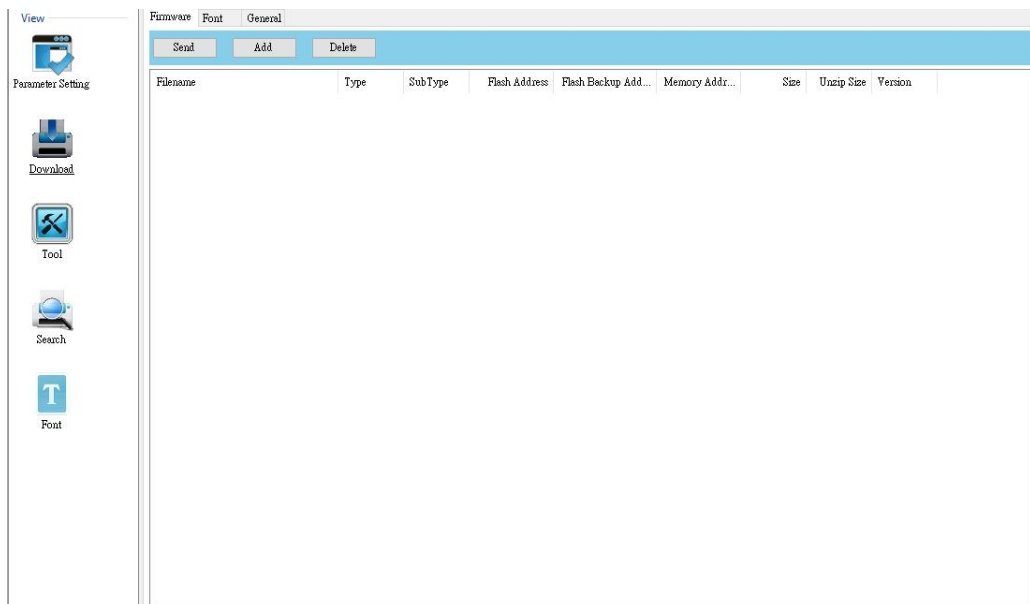 View
Parameter Setting
Download
Tool
Search
T
Font
Firmware Font General
Send Add Delete
Filename Type SubType Flash Address Flash Backup Add... Memory Addr... Size Unzip Size Version